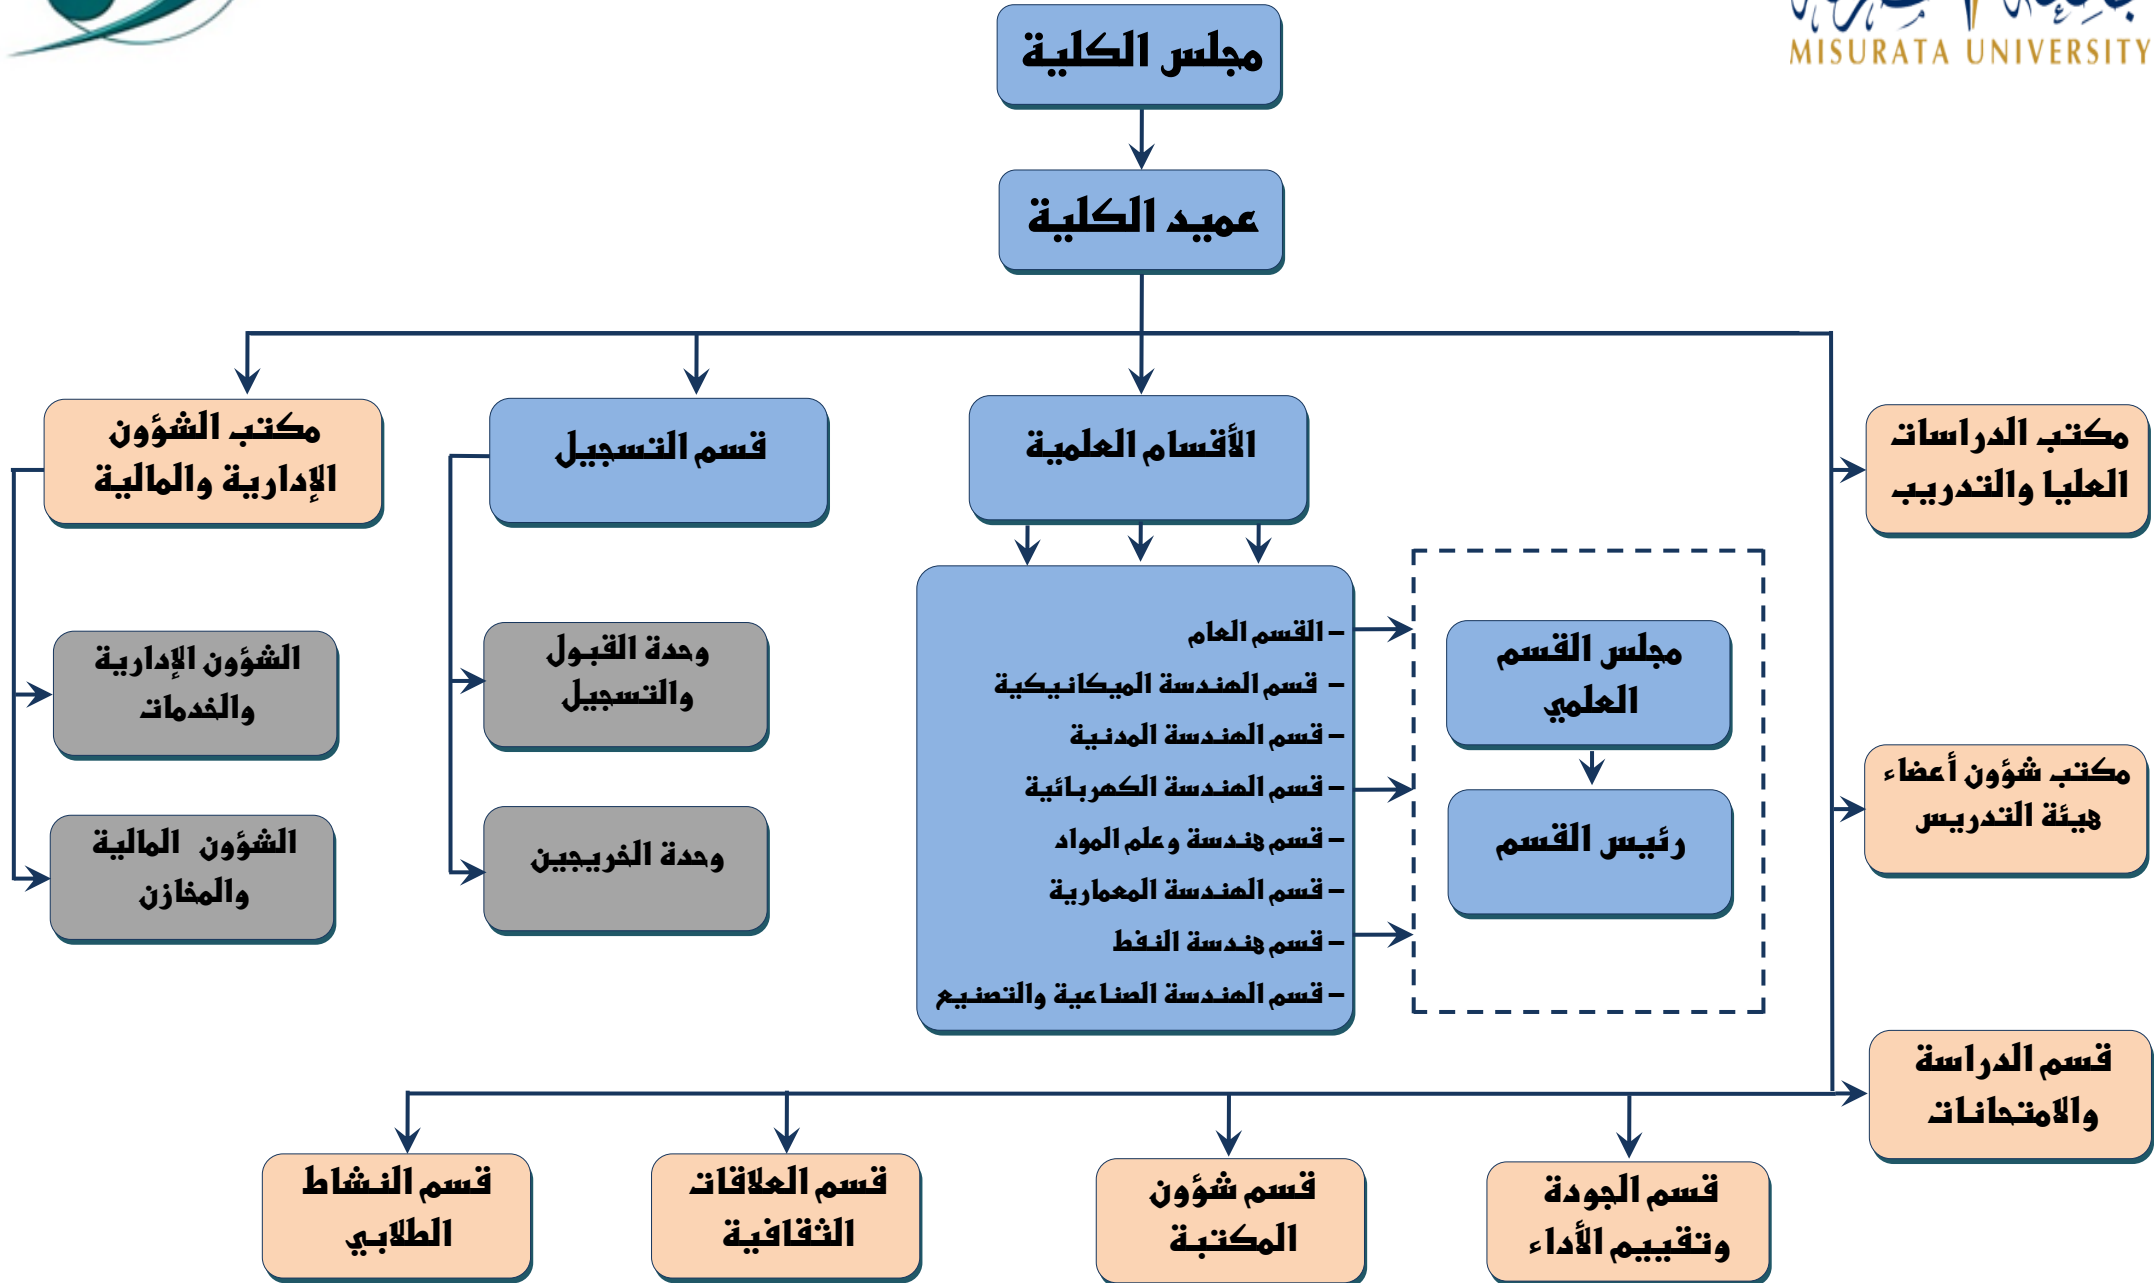 MISURATA UNIVERSITY
مجلس الكلية
عميد الكلية
مكتب الدراسات
العليا والتدريب
الأقسام العلمية
قسم التسجيل
مكتب الشؤون
الإدارية والمالية
– القسم العام
– قسم الهندسة الميكانيكية
– قسم الهندسة المدنية
– قسم الهندسة الكهربائية
– قسم هندسة وعلم المواد
– قسم الهندسة المعمارية
– قسم هندسة النفط
– قسم الهندسة الصناعية والتصنيع
مجلس القسم
العلمي
رئيس القسم
وحدة القبول
والتسجيل
وحدة الخريجين
الشؤون الإدارية
والخدمات
الشؤون المالية
والمخازن
مكتب شؤون أعضاء
هيئة التدريس
قسم الدراسة
والامتحانات
قسم الجودة
وتقييم الأداء
قسم شؤون
المكتبة
قسم العلاقات
الثقافية
قسم النشاط
الطلابي